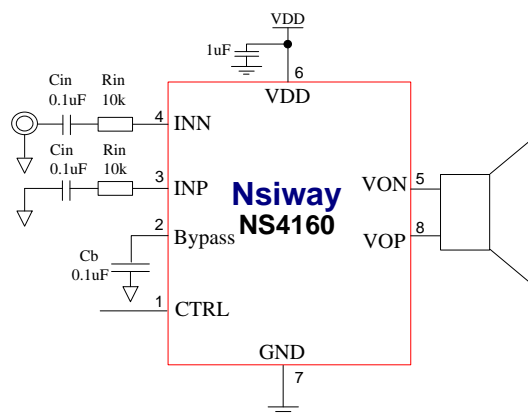 VDD
1uF
6
VDD
Cin
0.1uF
Rin
10k
4
INN
Cin
0.1uF
Rin
10k
3
INP
Nsiway
NS4160
VON
5
2
Bypass
VOP
8
Cb
0.1uF
1
CTRL
GND
7